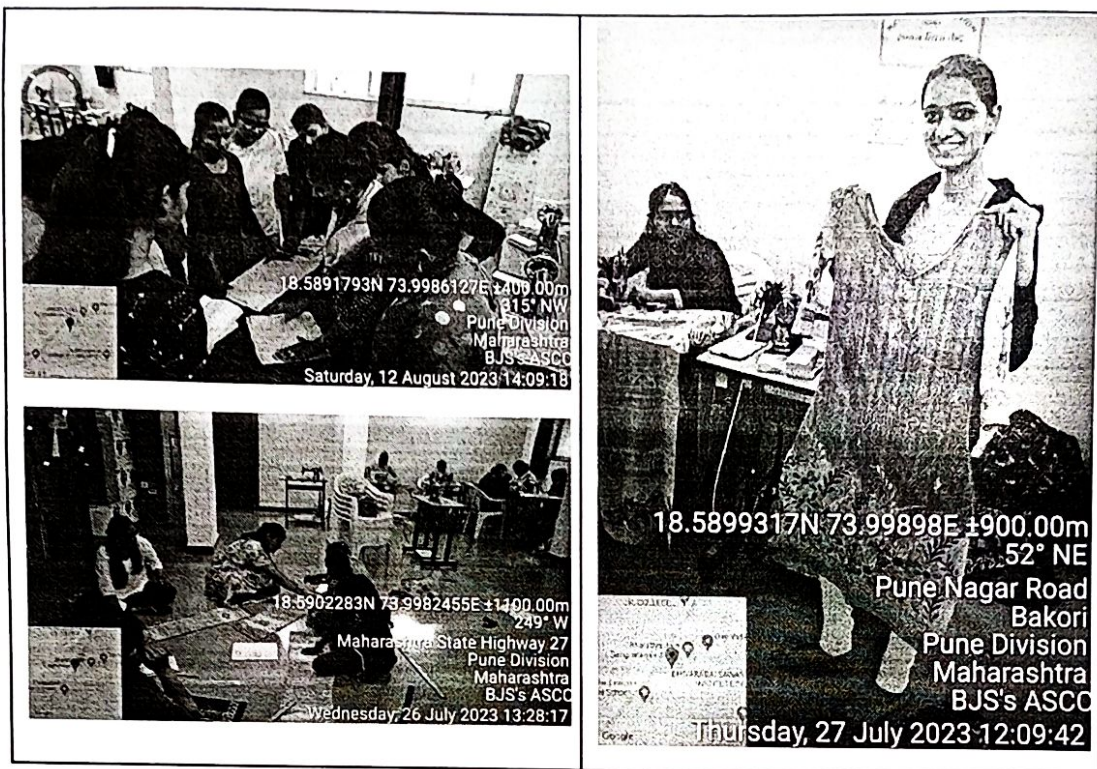 18.5891793N 73.9986127E ±400.00m
315° NW
Pune Division
Maharashtra
BJS's ASCC
Saturday, 12 August 2023 14:09:18
18.5902283N 73.9982455E ±1100.00m
249° W
Maharashtra State Highway 27
Pune Division
Maharashtra
BJS's ASCC
Wednesday, 26 July 2023 13:28:17
18.5899317N 73.99898E ±900.00m
52° NE
Pune Nagar Road
Bakori
Pune Division
Maharashtra
BJS's ASCC
Google
Thursday, 27 July 2023 12:09:42